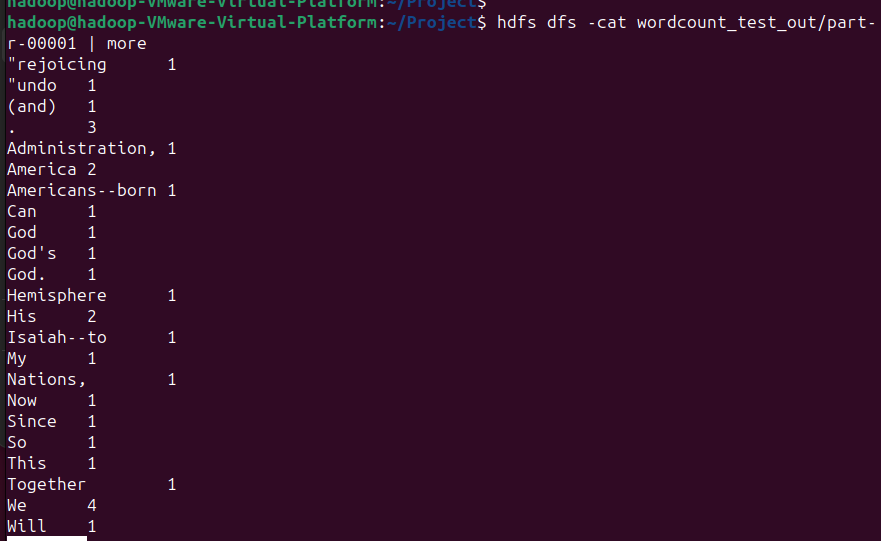 hadoop@hadoop-VMware-Virtual-Platform:~/Project$
hadoop@hadoop-VMware-Virtual-Platform:~/Project$ hdfs dfs -cat wordcount_test_out/part-
r-00001 | more
"rejoicing 1
"undo 1
(and) 1
. 3
Administration, 1
America 2
Americans--born 1
Can 1
God 1
God's 1
God. 1
Hemisphere 1
His 2
Isaiah--to 1
My 1
Nations, 1
Now 1
Since 1
So 1
This 1
Together 1
We 4
Will 1